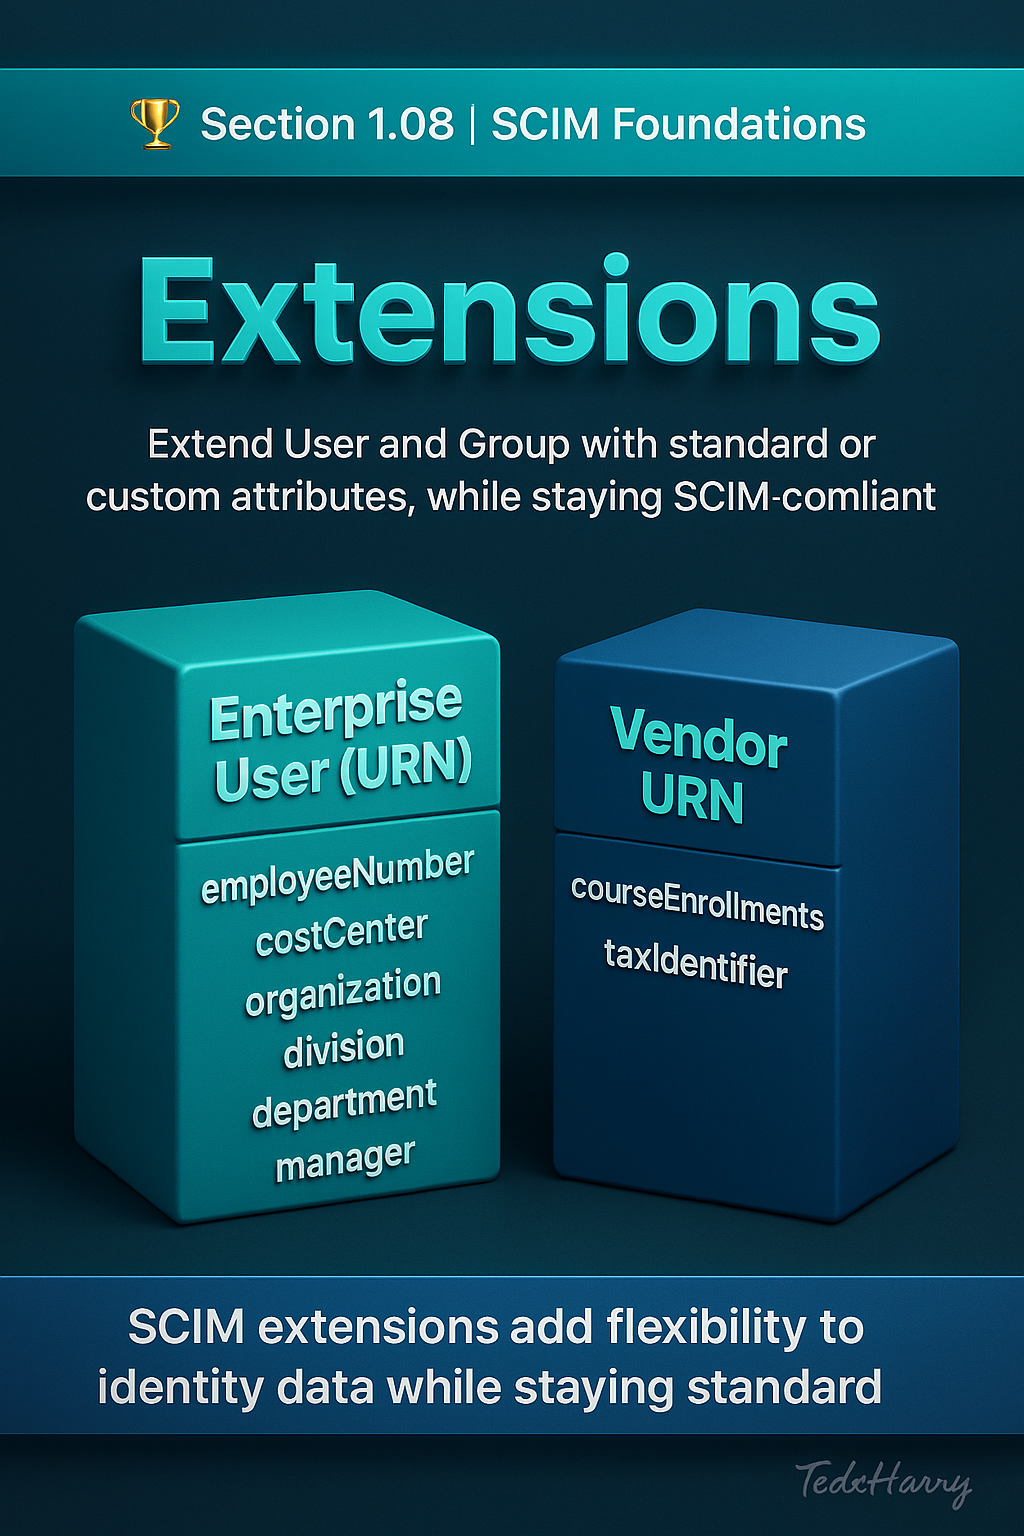 Section 1.08 | SCIM Foundations
Extensions
Extend User and Group with standard or
custom attributes, while staying SCIM-comliant
Enterprise
User (URN)
employeeNumber
costCenter
organization
division
department
manager
Vendor
URN
courseEnrollments
taxIdentifier
SCIM extensions add flexibility to
identity data while staying standard
TedxHarry